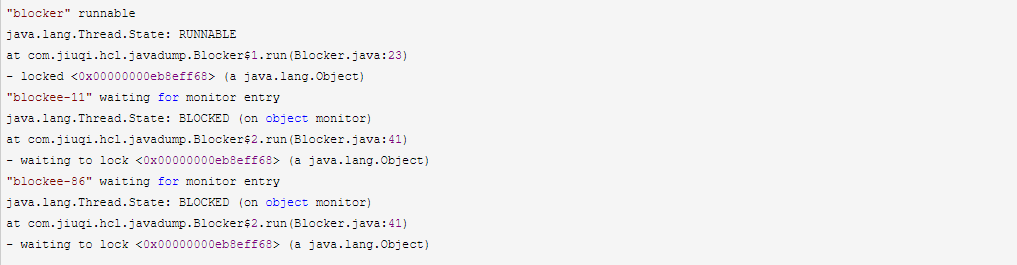 "blocker" runnable
java.lang.Thread.State: RUNNABLE
at com.jiuqi.hcl.javadump.Blocker$1.run(Blocker.java:23)
- locked <0x00000000eb8eff68> (a java.lang.Object)
"blockee-11" waiting for monitor entry
java.lang.Thread.State: BLOCKED (on object monitor)
at com.jiuqi.hcl.javadump.Blocker$2.run(Blocker.java:41)
- waiting to lock <0x00000000eb8eff68> (a java.lang.Object)
"blockee-86" waiting for monitor entry
java.lang.Thread.State: BLOCKED (on object monitor)
at com.jiuqi.hcl.javadump.Blocker$2.run(Blocker.java:41)
- waiting to lock <0x00000000eb8eff68> (a java.lang.Object)